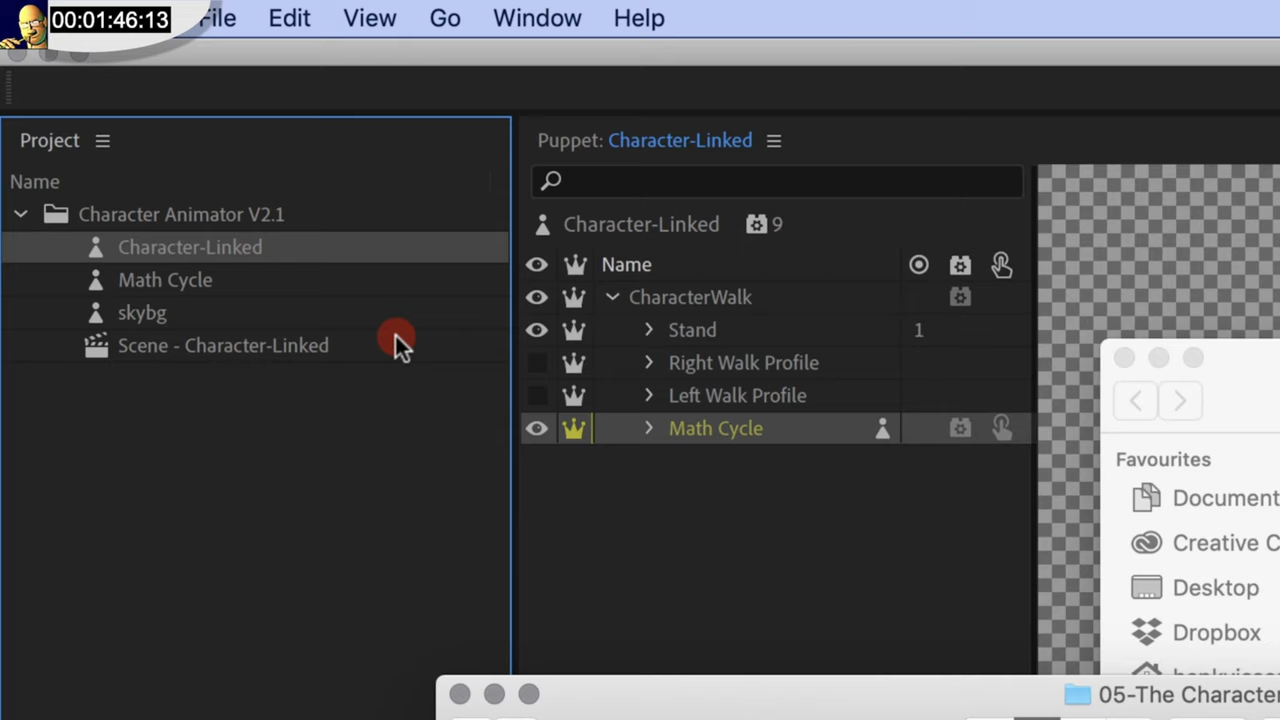 00:01:46:13
File Edit View Go Window Help
Project
Name
Character Animator V2.1
Character-Linked
Math Cycle
skybg
Scene - Character-Linked
Puppet: Character-Linked
Character-Linked 9
Name
CharacterWalk
Stand 1
Right Walk Profile
Left Walk Profile
Math Cycle
Favourites
Document
Creative C
Desktop
Dropbox
05-The Character